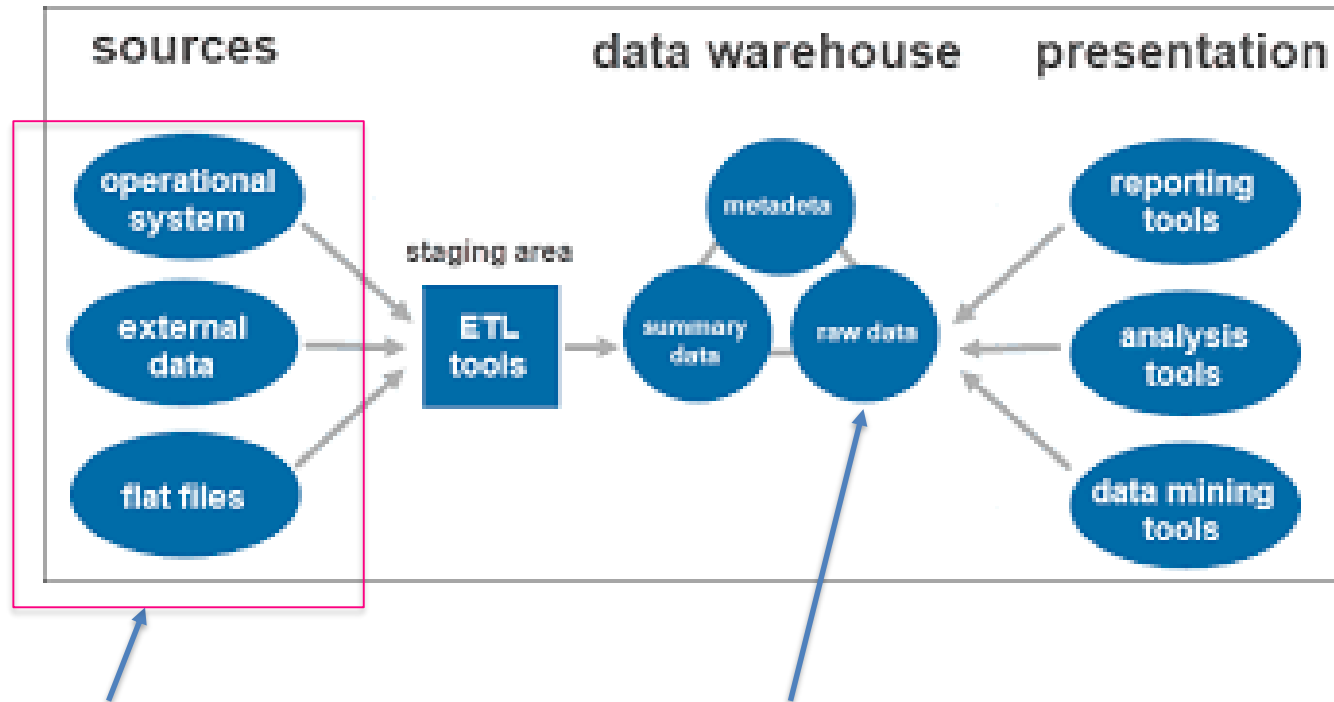 sources
data warehouse
presentation
operational
system
external
data
flat files
staging area
ETL
tools
metadeta
summary
data
raw data
reporting
tools
analysis
tools
data mining
tools